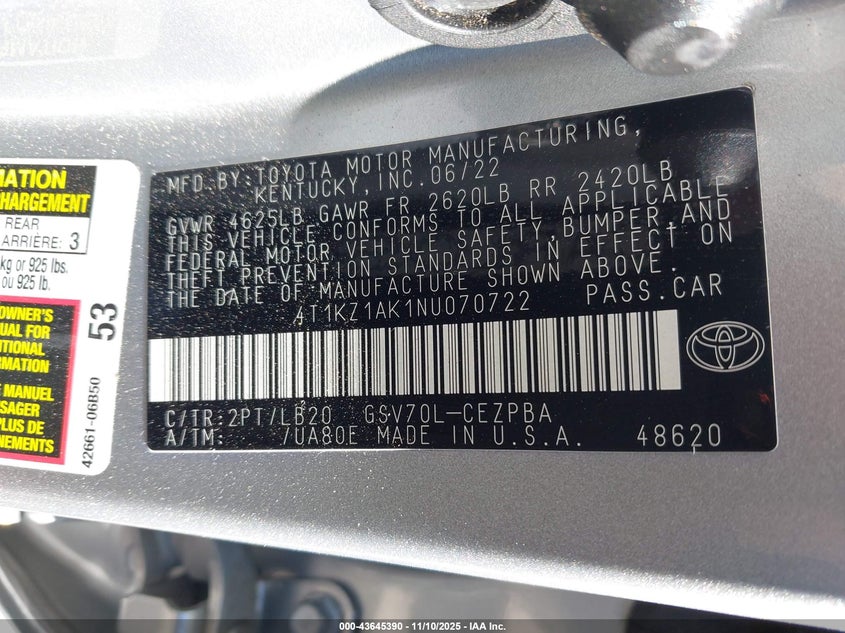 MATION
HARGEMENT
REAR
ARRIÈRE: 3
kg or 925 lbs.
ou 925 lb.
OWNER'S
UAL FOR
ITIONAL
RMATION
E MANUEL
SAGER
PLUS DE
NEMENTS
53
42661-06B50
MFD.BY:TOYOTA MOTOR MANUFACTURING,
KENTUCKY,INC.06/22
GVWR 4625LB GAWR FR 2620LB RR 2420LB
THIS VEHICLE CONFORMS TO ALL APPLICABLE
FEDERAL MOTOR VEHICLE SAFETY,BUMPER,AND
THEFT PREVENTION STANDARDS IN EFFECT ON
THE DATE OF MANUFACTURE SHOWN ABOVE.
4T1KZ1AK1NU070722 PASS.CAR
C/TR:2PT/LB20 GSV70L-CEZPBA
A/TM: /UA80E MADE IN U.S.A. 48620
000-43645390 - 11/10/2025 - IAA Inc.